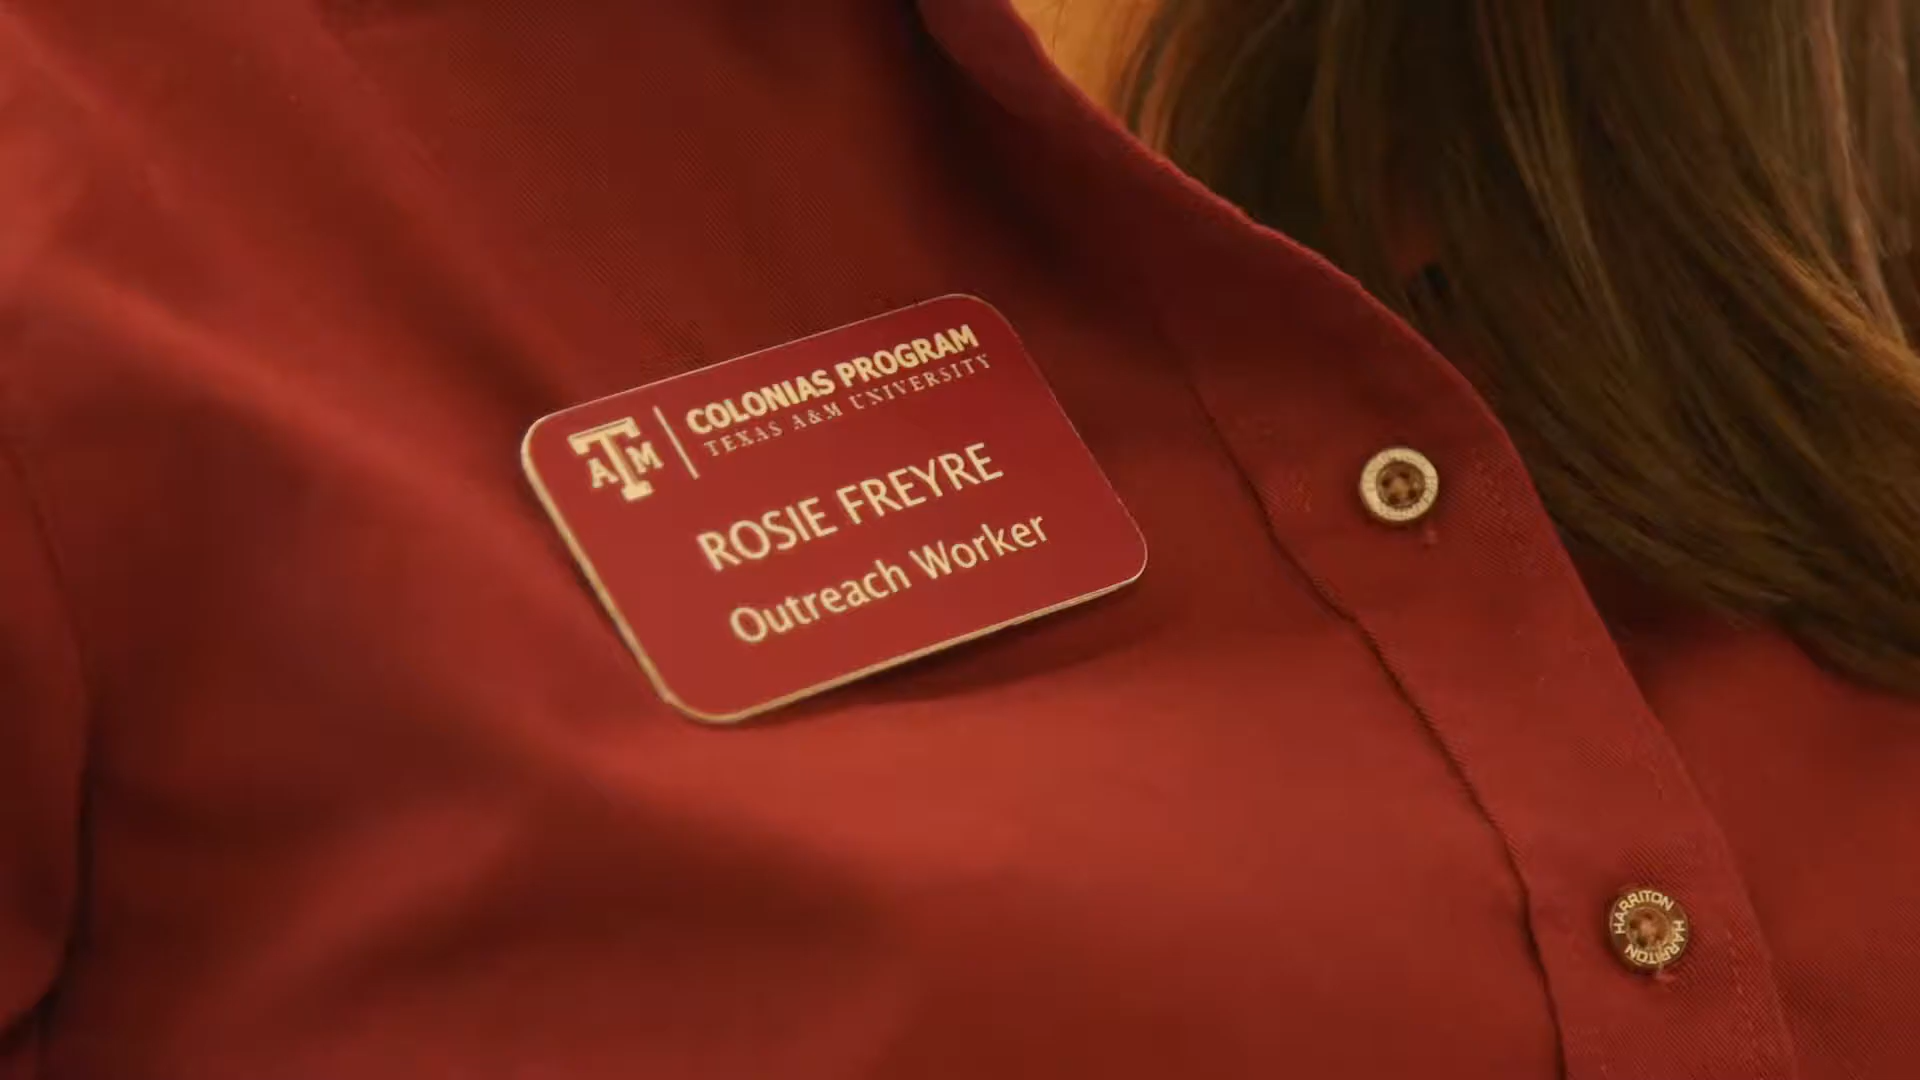 ATM
COLONIAS PROGRAM
TEXAS A&M UNIVERSITY
ROSIE FREYRE
Outreach Worker
HARRITON HARRITON